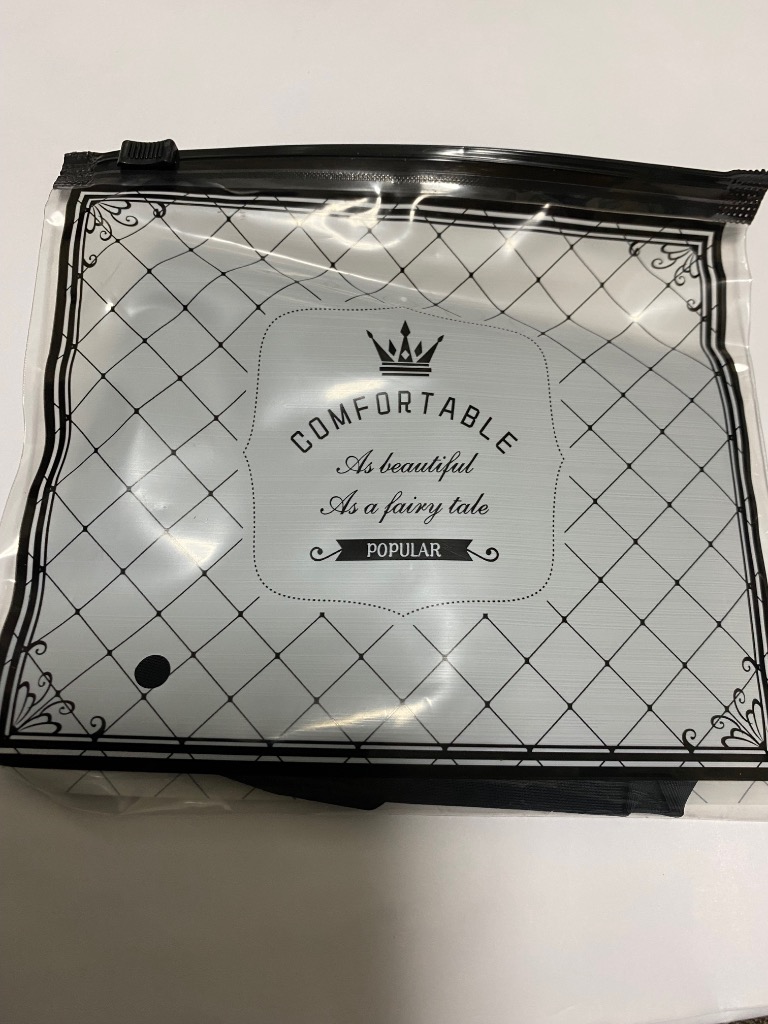 COMFORTABLE
As beautiful
As a fairy tale
POPULAR